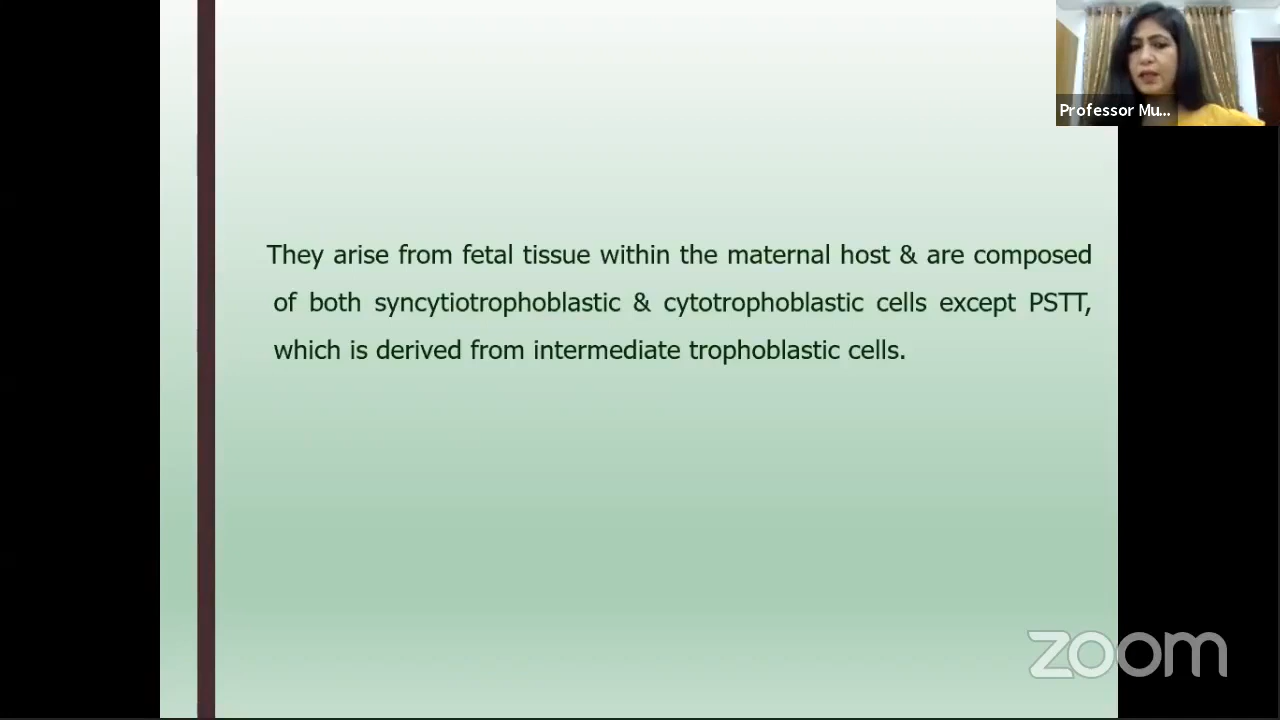 Professor Mu...
They arise from fetal tissue within the maternal host & are composed
of both syncytiotrophoblastic & cytotrophoblastic cells except PSTT,
which is derived from intermediate trophoblastic cells.
zoom